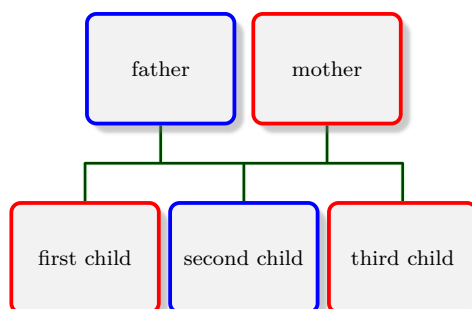 father
mother
first child
second child
third child